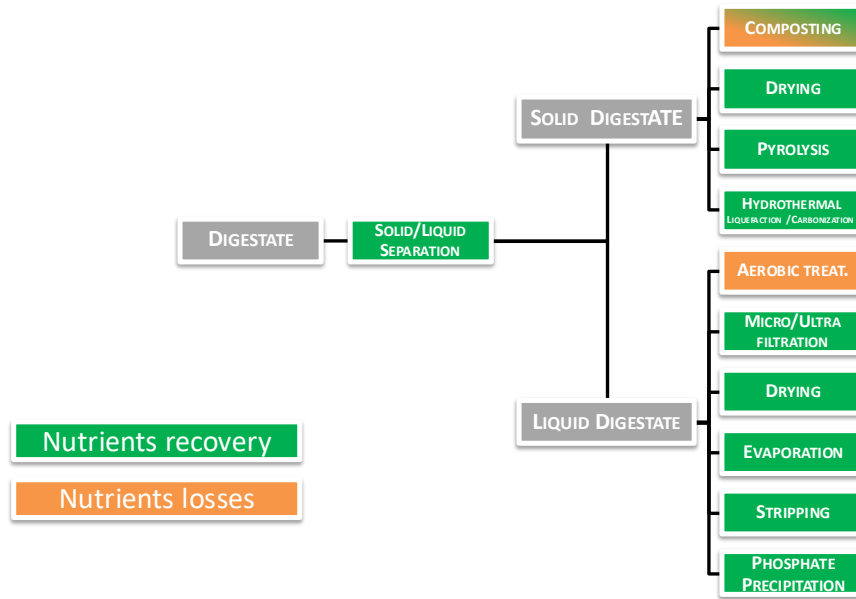 COMPOSTING
DRYING
SOLID DIGESTATE
PYROLYSIS
HYDROTHERMAL
LIQUEFACTION /CARBONIZATION
DIGESTATE
SOLID/LIQUID
SEPARATION
AEROBIC TREAT.
MICRO/ULTRA
FILTRATION
DRYING
LIQUID DIGESTATE
EVAPORATION
STRIPPING
PHOSPHATE
PRECIPITATION
Nutrients recovery
Nutrients losses